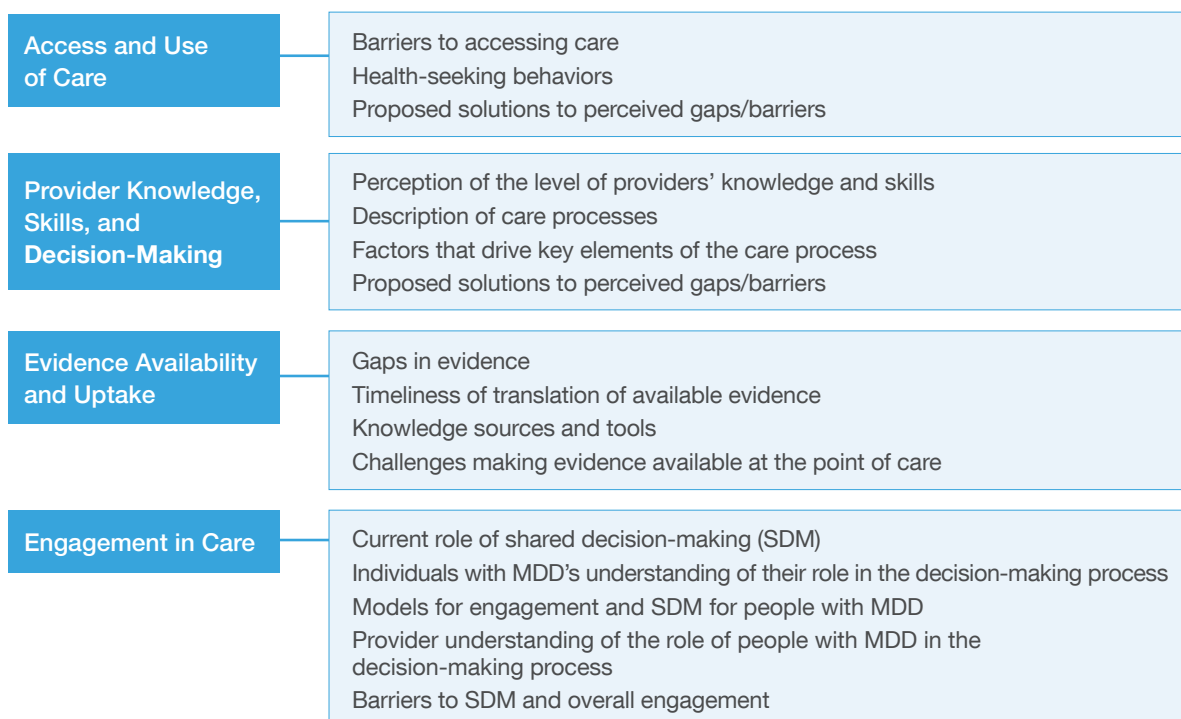 Access and Use
of Care
Barriers to accessing care
Health-seeking behaviors
Proposed solutions to perceived gaps/barriers
Provider Knowledge,
Skills, and
Decision-Making
Perception of the level of providers’ knowledge and skills
Description of care processes
Factors that drive key elements of the care process
Proposed solutions to perceived gaps/barriers
Evidence Availability
and Uptake
Gaps in evidence
Timeliness of translation of available evidence
Knowledge sources and tools
Challenges making evidence available at the point of care
Engagement in Care
Current role of shared decision-making (SDM)
Individuals with MDD’s understanding of their role in the decision-making process
Models for engagement and SDM for people with MDD
Provider understanding of the role of people with MDD in the
decision-making process
Barriers to SDM and overall engagement